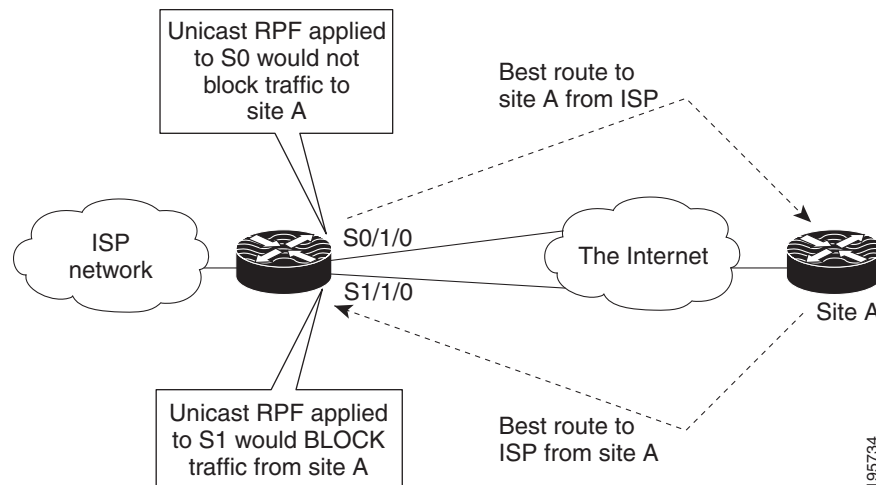 Unicast RPF applied
to S0 would not
block traffic to
site A
Best route to
site A from ISP
ISP
network
S0/1/0
S1/1/0
The Internet
Site A
Unicast RPF applied
to S1 would BLOCK
traffic from site A
Best route to
ISP from site A
195734